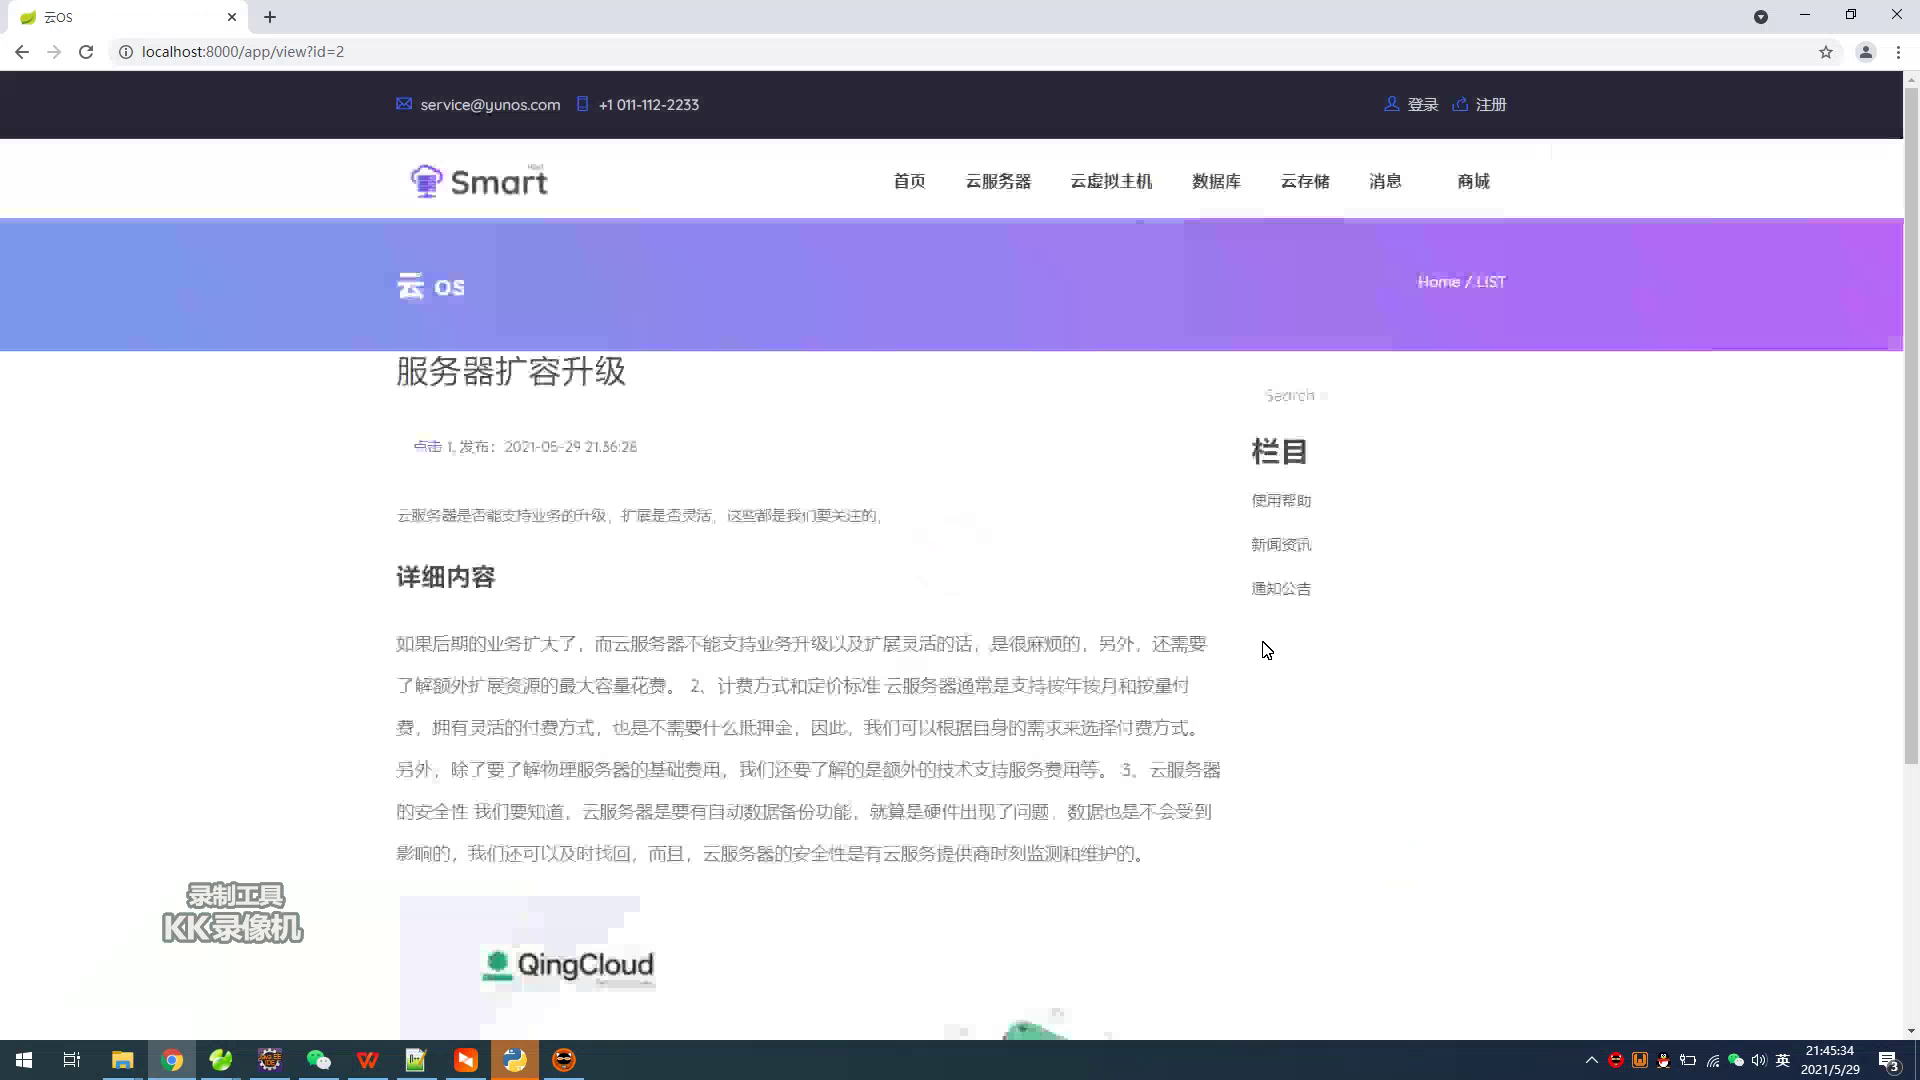 云OS
localhost:8000/app/view?id=2
service@yunos.com +1 011-112-2233 登录 注册
Smart 首页 云服务器 云虚拟主机 数据库 云存储 消息 商城
云 OS Home / LIST
服务器扩容升级
Search
点击 1, 发布： 2021-05-29 21:36:28
栏目
使用帮助
云服务器是否能支持业务的升级，扩展是否灵活，这些都是我们要关注的,
新闻资讯
详细内容
通知公告
如果后期的业务扩大了，而云服务器不能支持业务升级以及扩展灵活的话，是很麻烦的，另外，还需要
了解额外扩展资源的最大容量花费。 2、计费方式和定价标准 云服务器通常是支持按年按月和按量付
费，拥有灵活的付费方式，也是不需要什么抵押金，因此，我们可以根据自身的需求来选择付费方式。
另外，除了要了解物理服务器的基础费用，我们还要了解的是额外的技术支持服务费用等。 3、云服务器
的安全性 我们要知道，云服务器是要有自动数据备份功能，就算是硬件出现了问题，数据也是不会受到
影响的，我们还可以及时找回，而且，云服务器的安全性是有云服务提供商时刻监测和维护的。
录制工具
KK录像机
QingCloud
英 21:45:34
2021/5/29
3